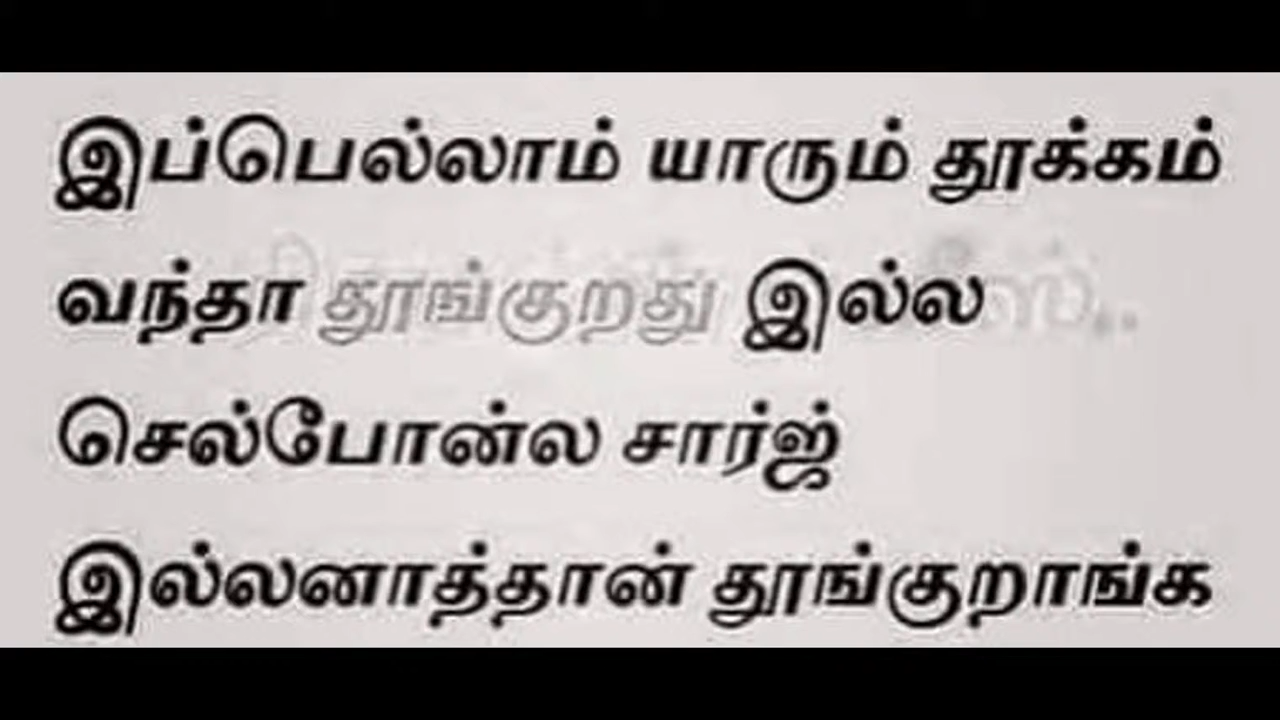 இப்பெல்லாம் யாரும் தூக்கம்
வந்தா தூங்குறது இல்ல
செல்போன்ல சார்ஜ்
இல்லனாத்தான் தூங்குறாங்க